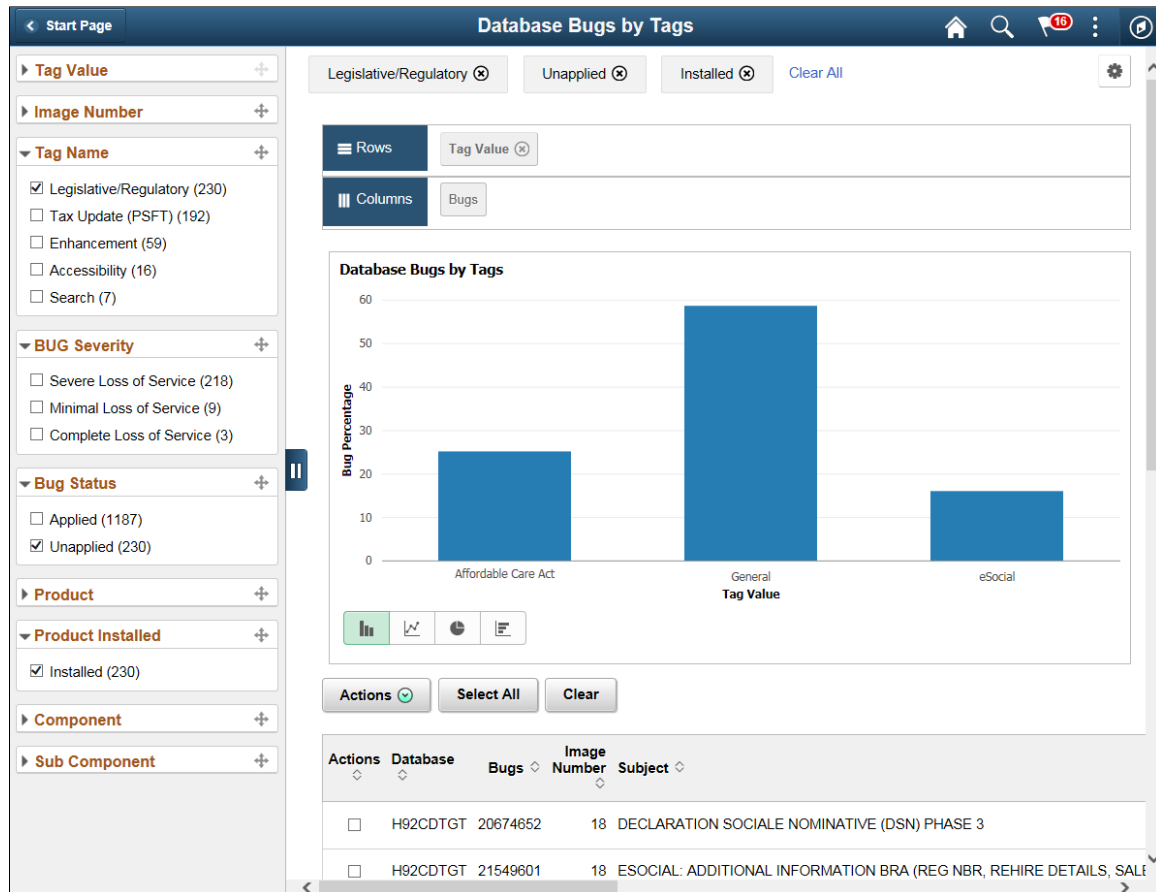 Start Page
Database Bugs by Tags
16
Tag Value
Image Number
Tag Name
Legislative/Regulatory (230)
Tax Update (PSFT) (192)
Enhancement (59)
Accessibility (16)
Search (7)
BUG Severity
Severe Loss of Service (218)
Minimal Loss of Service (9)
Complete Loss of Service (3)
Bug Status
Applied (1187)
Unapplied (230)
Product
Product Installed
Installed (230)
Component
Sub Component
Legislative/Regulatory Unapplied Installed Clear All
Rows Tag Value
Columns Bugs
Database Bugs by Tags
Bug Percentage
60
50
40
30
20
10
0
Affordable Care Act General eSocial
Tag Value
Actions Select All Clear
Actions Database Bugs Image Number Subject
H92CDTGT 20674652 18 DECLARATION SOCIALE NOMINATIVE (DSN) PHASE 3
H92CDTGT 21549601 18 ESOCIAL: ADDITIONAL INFORMATION BRA (REG NBR, REHIRE DETAILS,